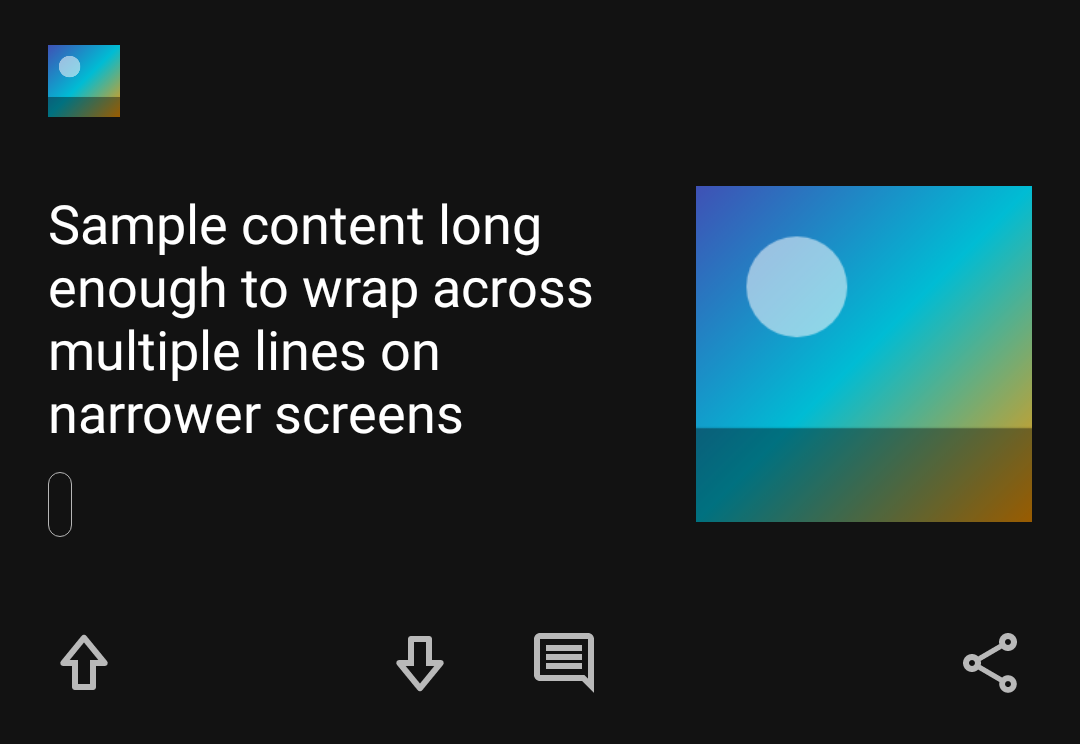 Sample content long
enough to wrap across
multiple lines on
narrower screens